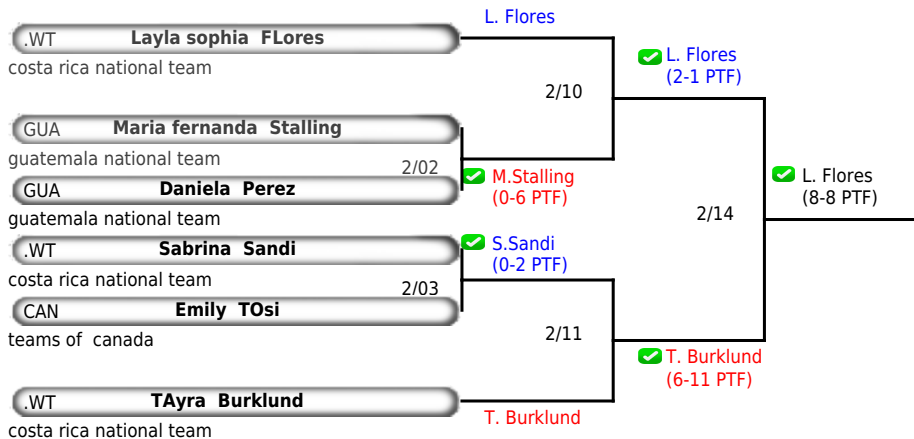 L. Flores
.WT Layla sophia FLores
costa rica national team
L. Flores
(2-1 PTF)
2/10
GUA Maria fernanda Stalling
guatemala national team
2/02
M.Stalling
(0-6 PTF)
GUA Daniela Perez
guatemala national team
L. Flores
(8-8 PTF)
2/14
.WT Sabrina Sandi
costa rica national team
S.Sandi
(0-2 PTF)
2/03
CAN Emily TOsi
teams of canada
2/11
T. Burklund
(6-11 PTF)
.WT TAyra Burklund
costa rica national team
T. Burklund